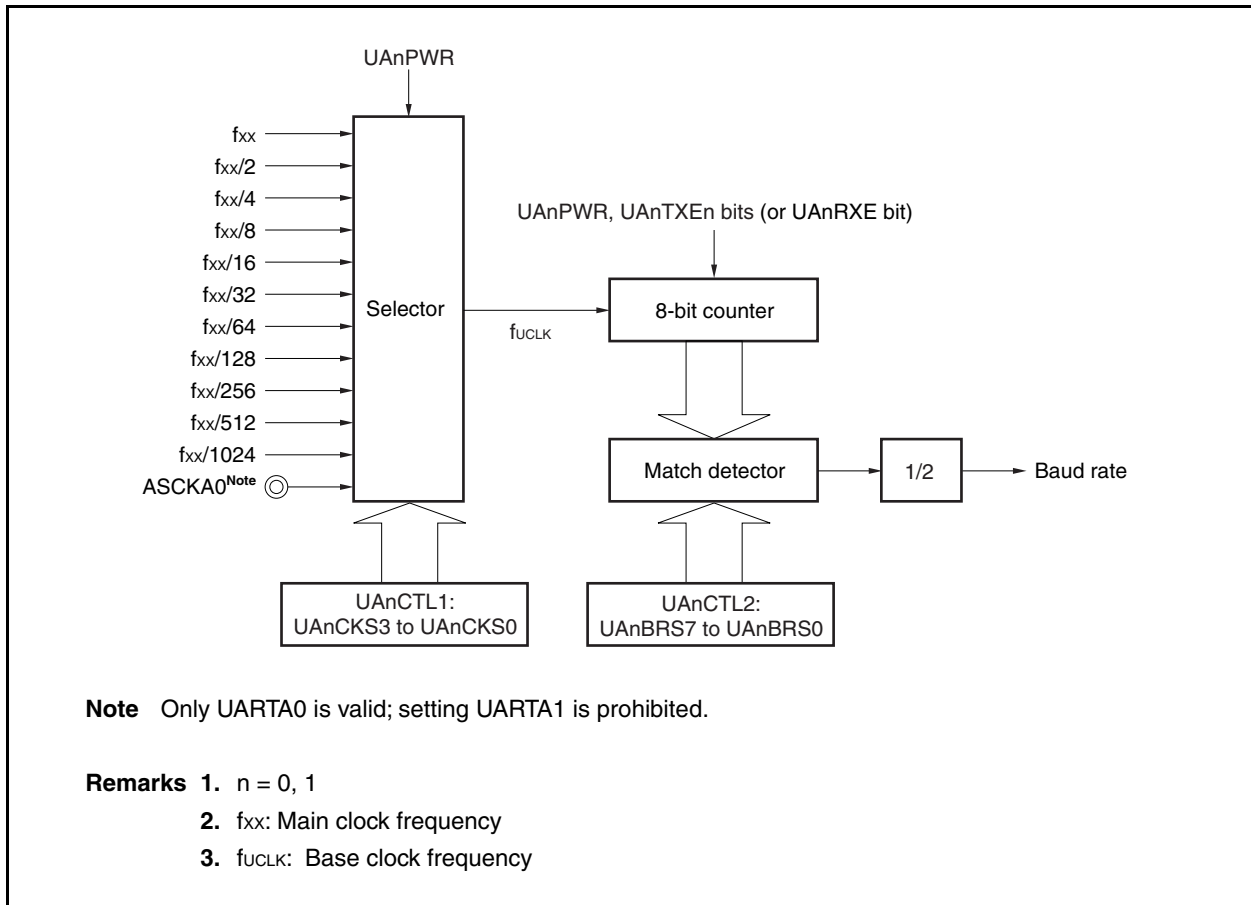 UAnPWR
fxx
fxx/2
fxx/4
fxx/8
fxx/16
fxx/32
fxx/64
fxx/128
fxx/256
fxx/512
fxx/1024
ASCKA0Note
Selector
fUCLK
UAnPWR, UAnTXEn bits (or UAnRXE bit)
8-bit counter
Match detector
1/2
Baud rate
UAnCTL1:
UAnCKS3 to UAnCKS0
UAnCTL2:
UAnBRS7 to UAnBRS0
Note Only UARTA0 is valid; setting UARTA1 is prohibited.
Remarks 1. n = 0, 1
2. fxx: Main clock frequency
3. fUCLK: Base clock frequency